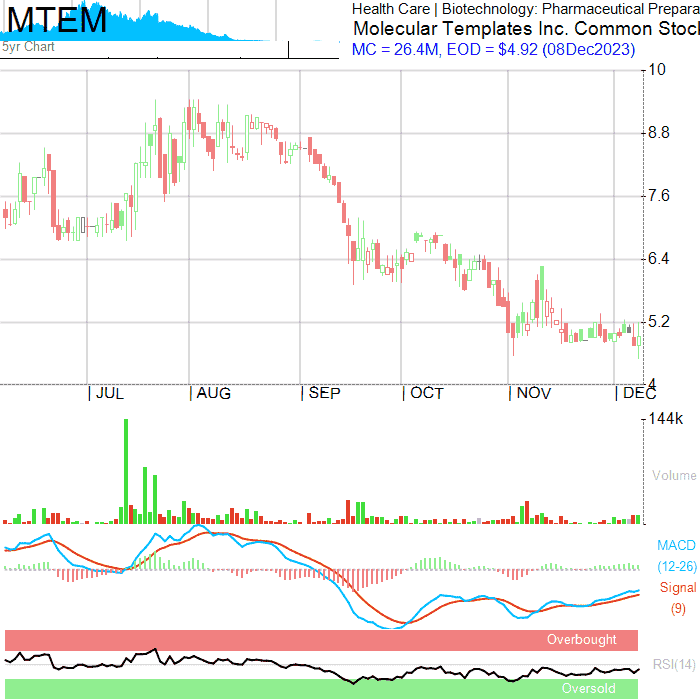 MTEM
5yr Chart
Health Care | Biotechnology: Pharmaceutical Prepara
Molecular Templates Inc. Common Stoc
MC = 26.4M, EOD = $4.92 (08Dec2023)
10
8.8
7.6
6.4
5.2
4
JUL AUG SEP OCT NOV DEC
144k
Volume
MACD
(12-26)
Signal
(9)
Overbought
RSI(14)
Oversold